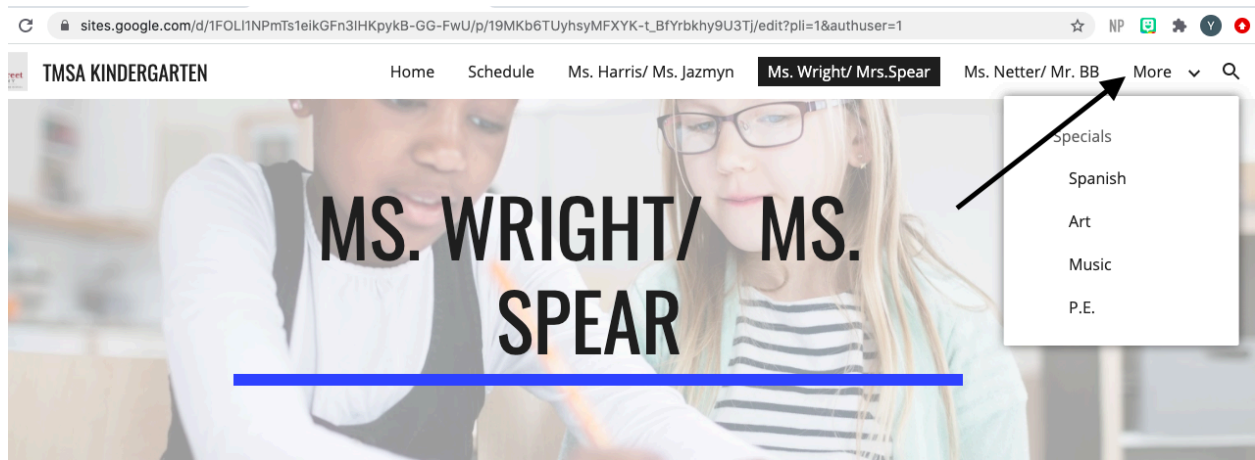 sites.google.com/d/1FOLl1NPmTs1eikGFn3lHKpykB-GG-FwU/p/19MKb6TUyhsyMFXYK-t_BfYrbkhy9U3Tj/edit?pli=1&authuser=1 NP Y
TMSA KINDERGARTEN Home Schedule Ms. Harris/ Ms. Jazmyn Ms. Wright/ Mrs.Spear Ms. Netter/ Mr. BB More
Specials
Spanish
Art
Music
P.E.
MS. WRIGHT/ MS.
SPEAR